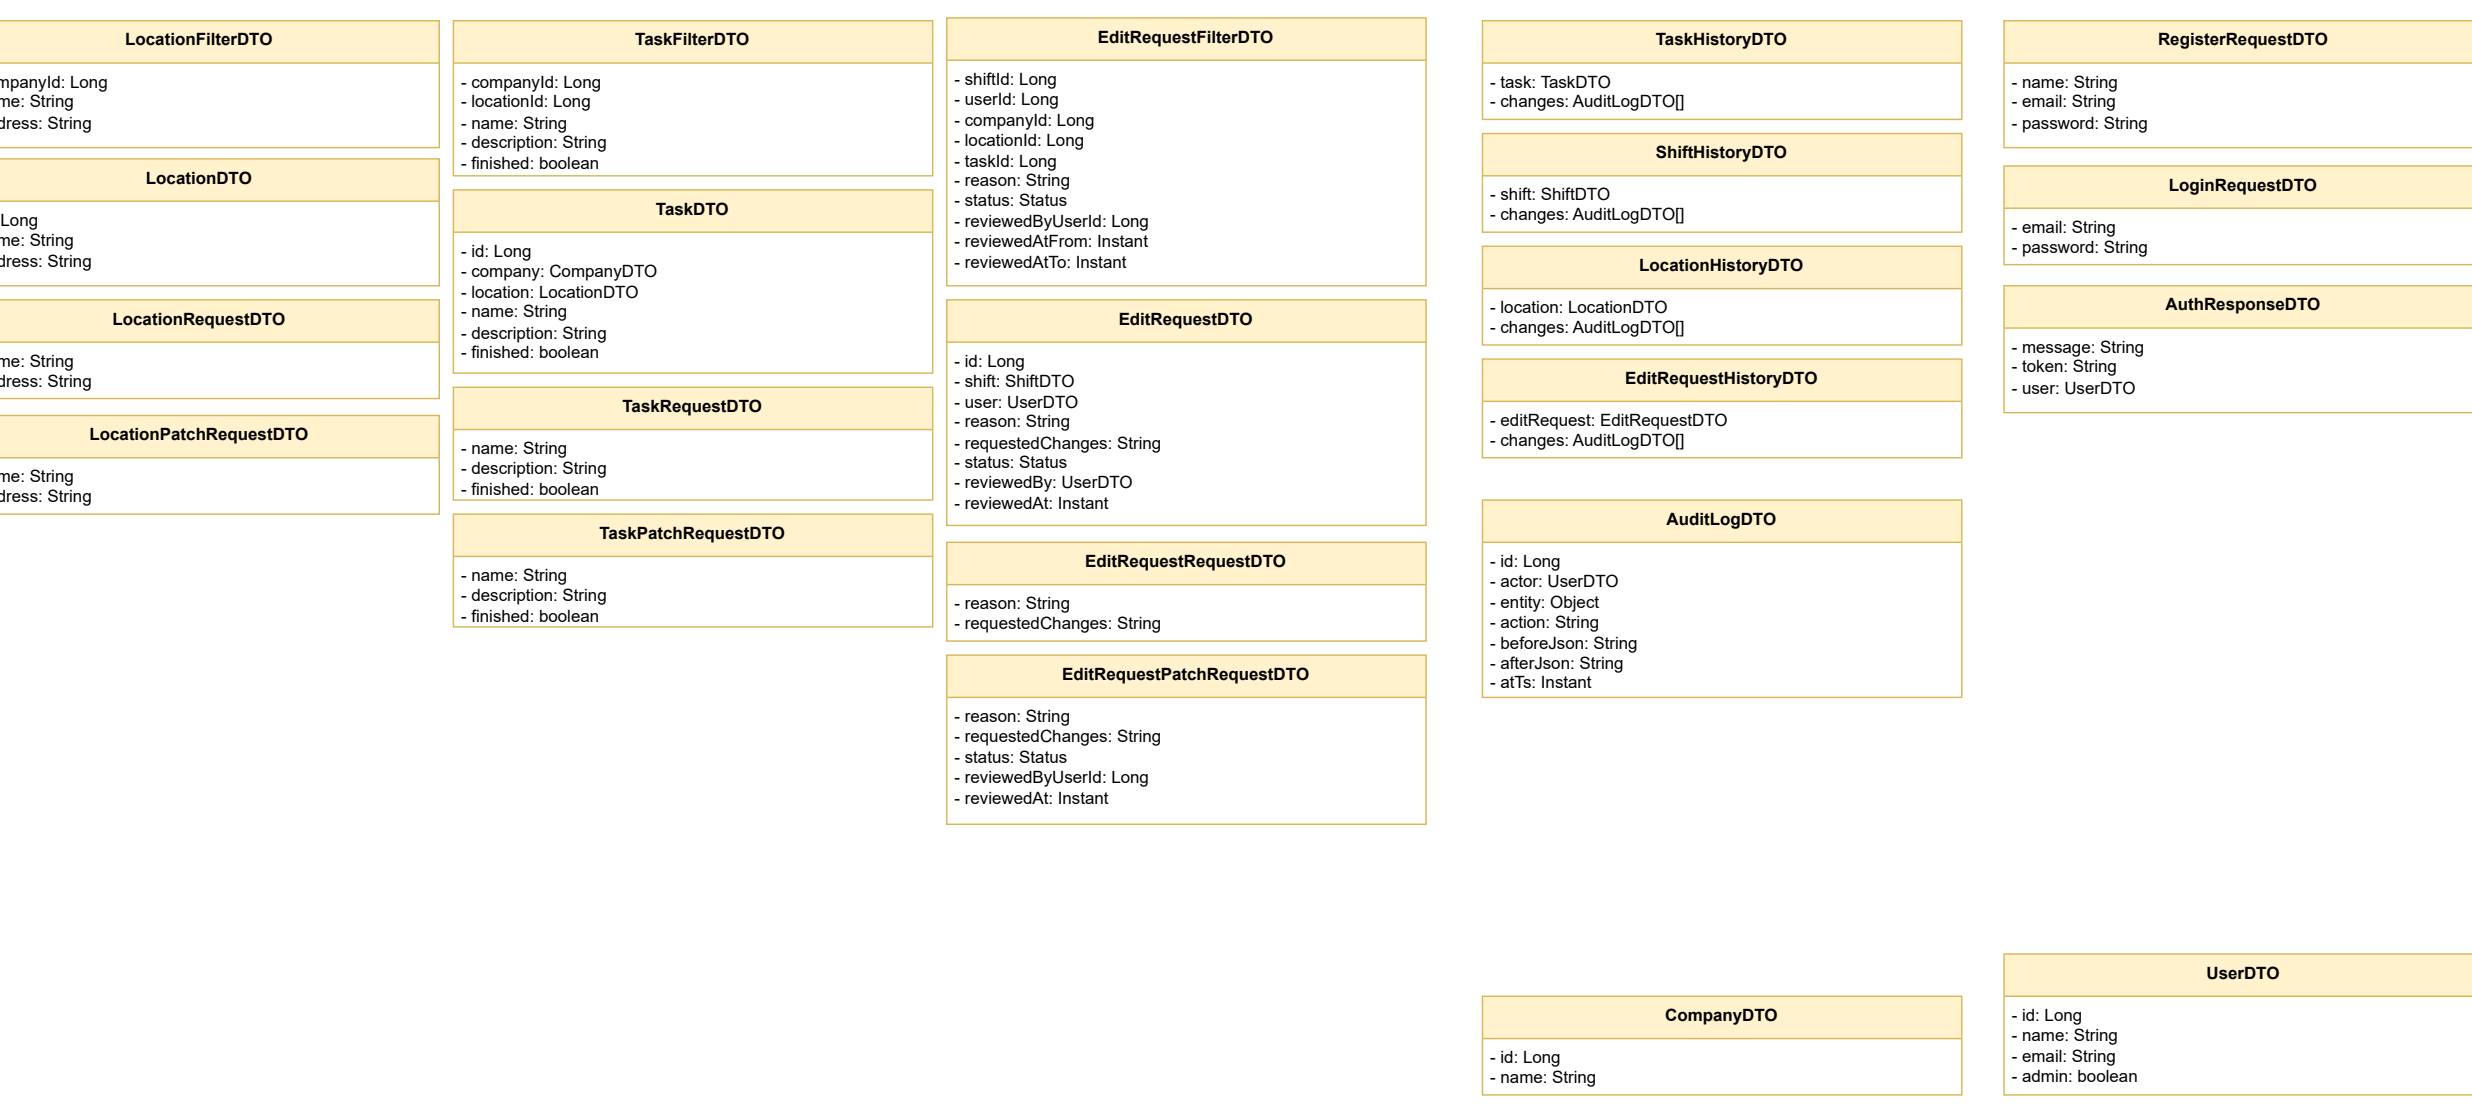 LocationFilterDTO
mpanyId: Long
me: String
dress: String
LocationDTO
Long
me: String
dress: String
LocationRequestDTO
me: String
dress: String
LocationPatchRequestDTO
me: String
dress: String
TaskFilterDTO
- companyId: Long
- locationId: Long
- name: String
- description: String
- finished: boolean
TaskDTO
- id: Long
- company: CompanyDTO
- location: LocationDTO
- name: String
- description: String
- finished: boolean
TaskRequestDTO
- name: String
- description: String
- finished: boolean
TaskPatchRequestDTO
- name: String
- description: String
- finished: boolean
EditRequestFilterDTO
- shiftId: Long
- userId: Long
- companyId: Long
- locationId: Long
- taskId: Long
- reason: String
- status: Status
- reviewedByUserId: Long
- reviewedAtFrom: Instant
- reviewedAtTo: Instant
EditRequestDTO
- id: Long
- shift: ShiftDTO
- user: UserDTO
- reason: String
- requestedChanges: String
- status: Status
- reviewedBy: UserDTO
- reviewedAt: Instant
EditRequestRequestDTO
- reason: String
- requestedChanges: String
EditRequestPatchRequestDTO
- reason: String
- requestedChanges: String
- status: Status
- reviewedByUserId: Long
- reviewedAt: Instant
TaskHistoryDTO
- task: TaskDTO
- changes: AuditLogDTO[]
ShiftHistoryDTO
- shift: ShiftDTO
- changes: AuditLogDTO[]
LocationHistoryDTO
- location: LocationDTO
- changes: AuditLogDTO[]
EditRequestHistoryDTO
- editRequest: EditRequestDTO
- changes: AuditLogDTO[]
AuditLogDTO
- id: Long
- actor: UserDTO
- entity: Object
- action: String
- beforeJson: String
- afterJson: String
- atTs: Instant
CompanyDTO
- id: Long
- name: String
RegisterRequestDTO
- name: String
- email: String
- password: String
LoginRequestDTO
- email: String
- password: String
AuthResponseDTO
- message: String
- token: String
- user: UserDTO
UserDTO
- id: Long
- name: String
- email: String
- admin: boolean